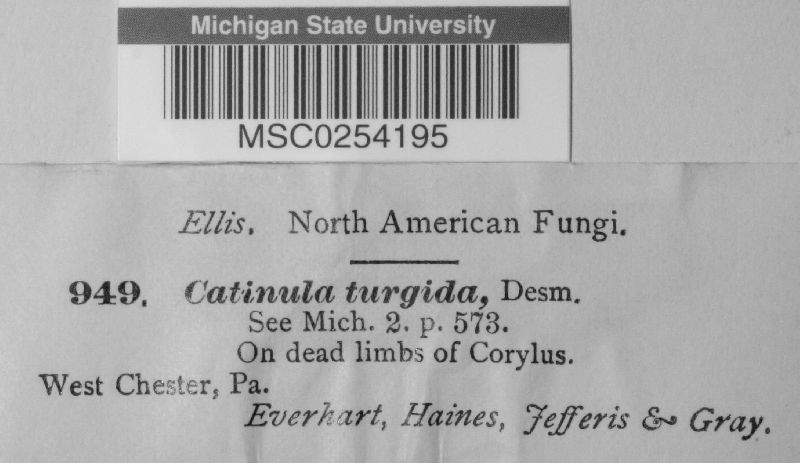 Michigan State University
MSC0254195
Ellis. North American Fungi.
949. Catinula turgida, Desm.
See Mich. 2. p. 573.
On dead limbs of Corylus.
West Chester, Pa.
Everhart, Haines, Jefferis & Gray.